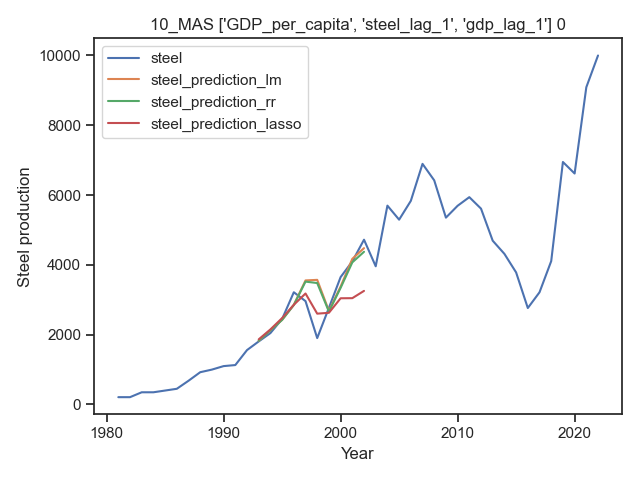 10_MAS ['GDP_per_capita', 'steel_lag_1', 'gdp_lag_1'] 0
steel
steel_prediction_lm
steel_prediction_rr
steel_prediction_lasso
Steel production
10000
8000
6000
4000
2000
0
1980
1990
2000
2010
2020
Year